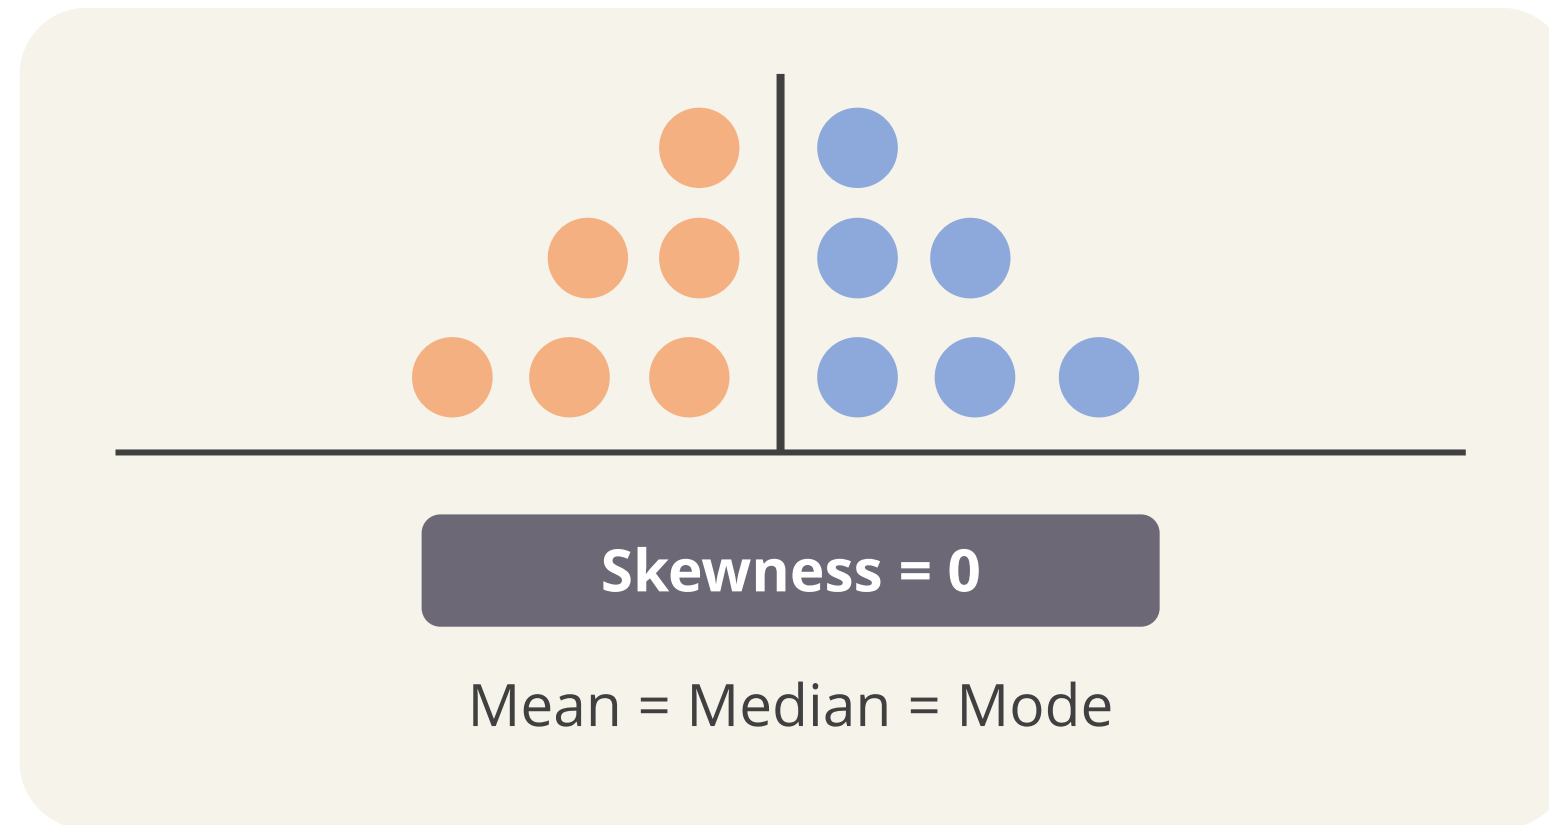 Skewness = 0
Mean = Median = Mode